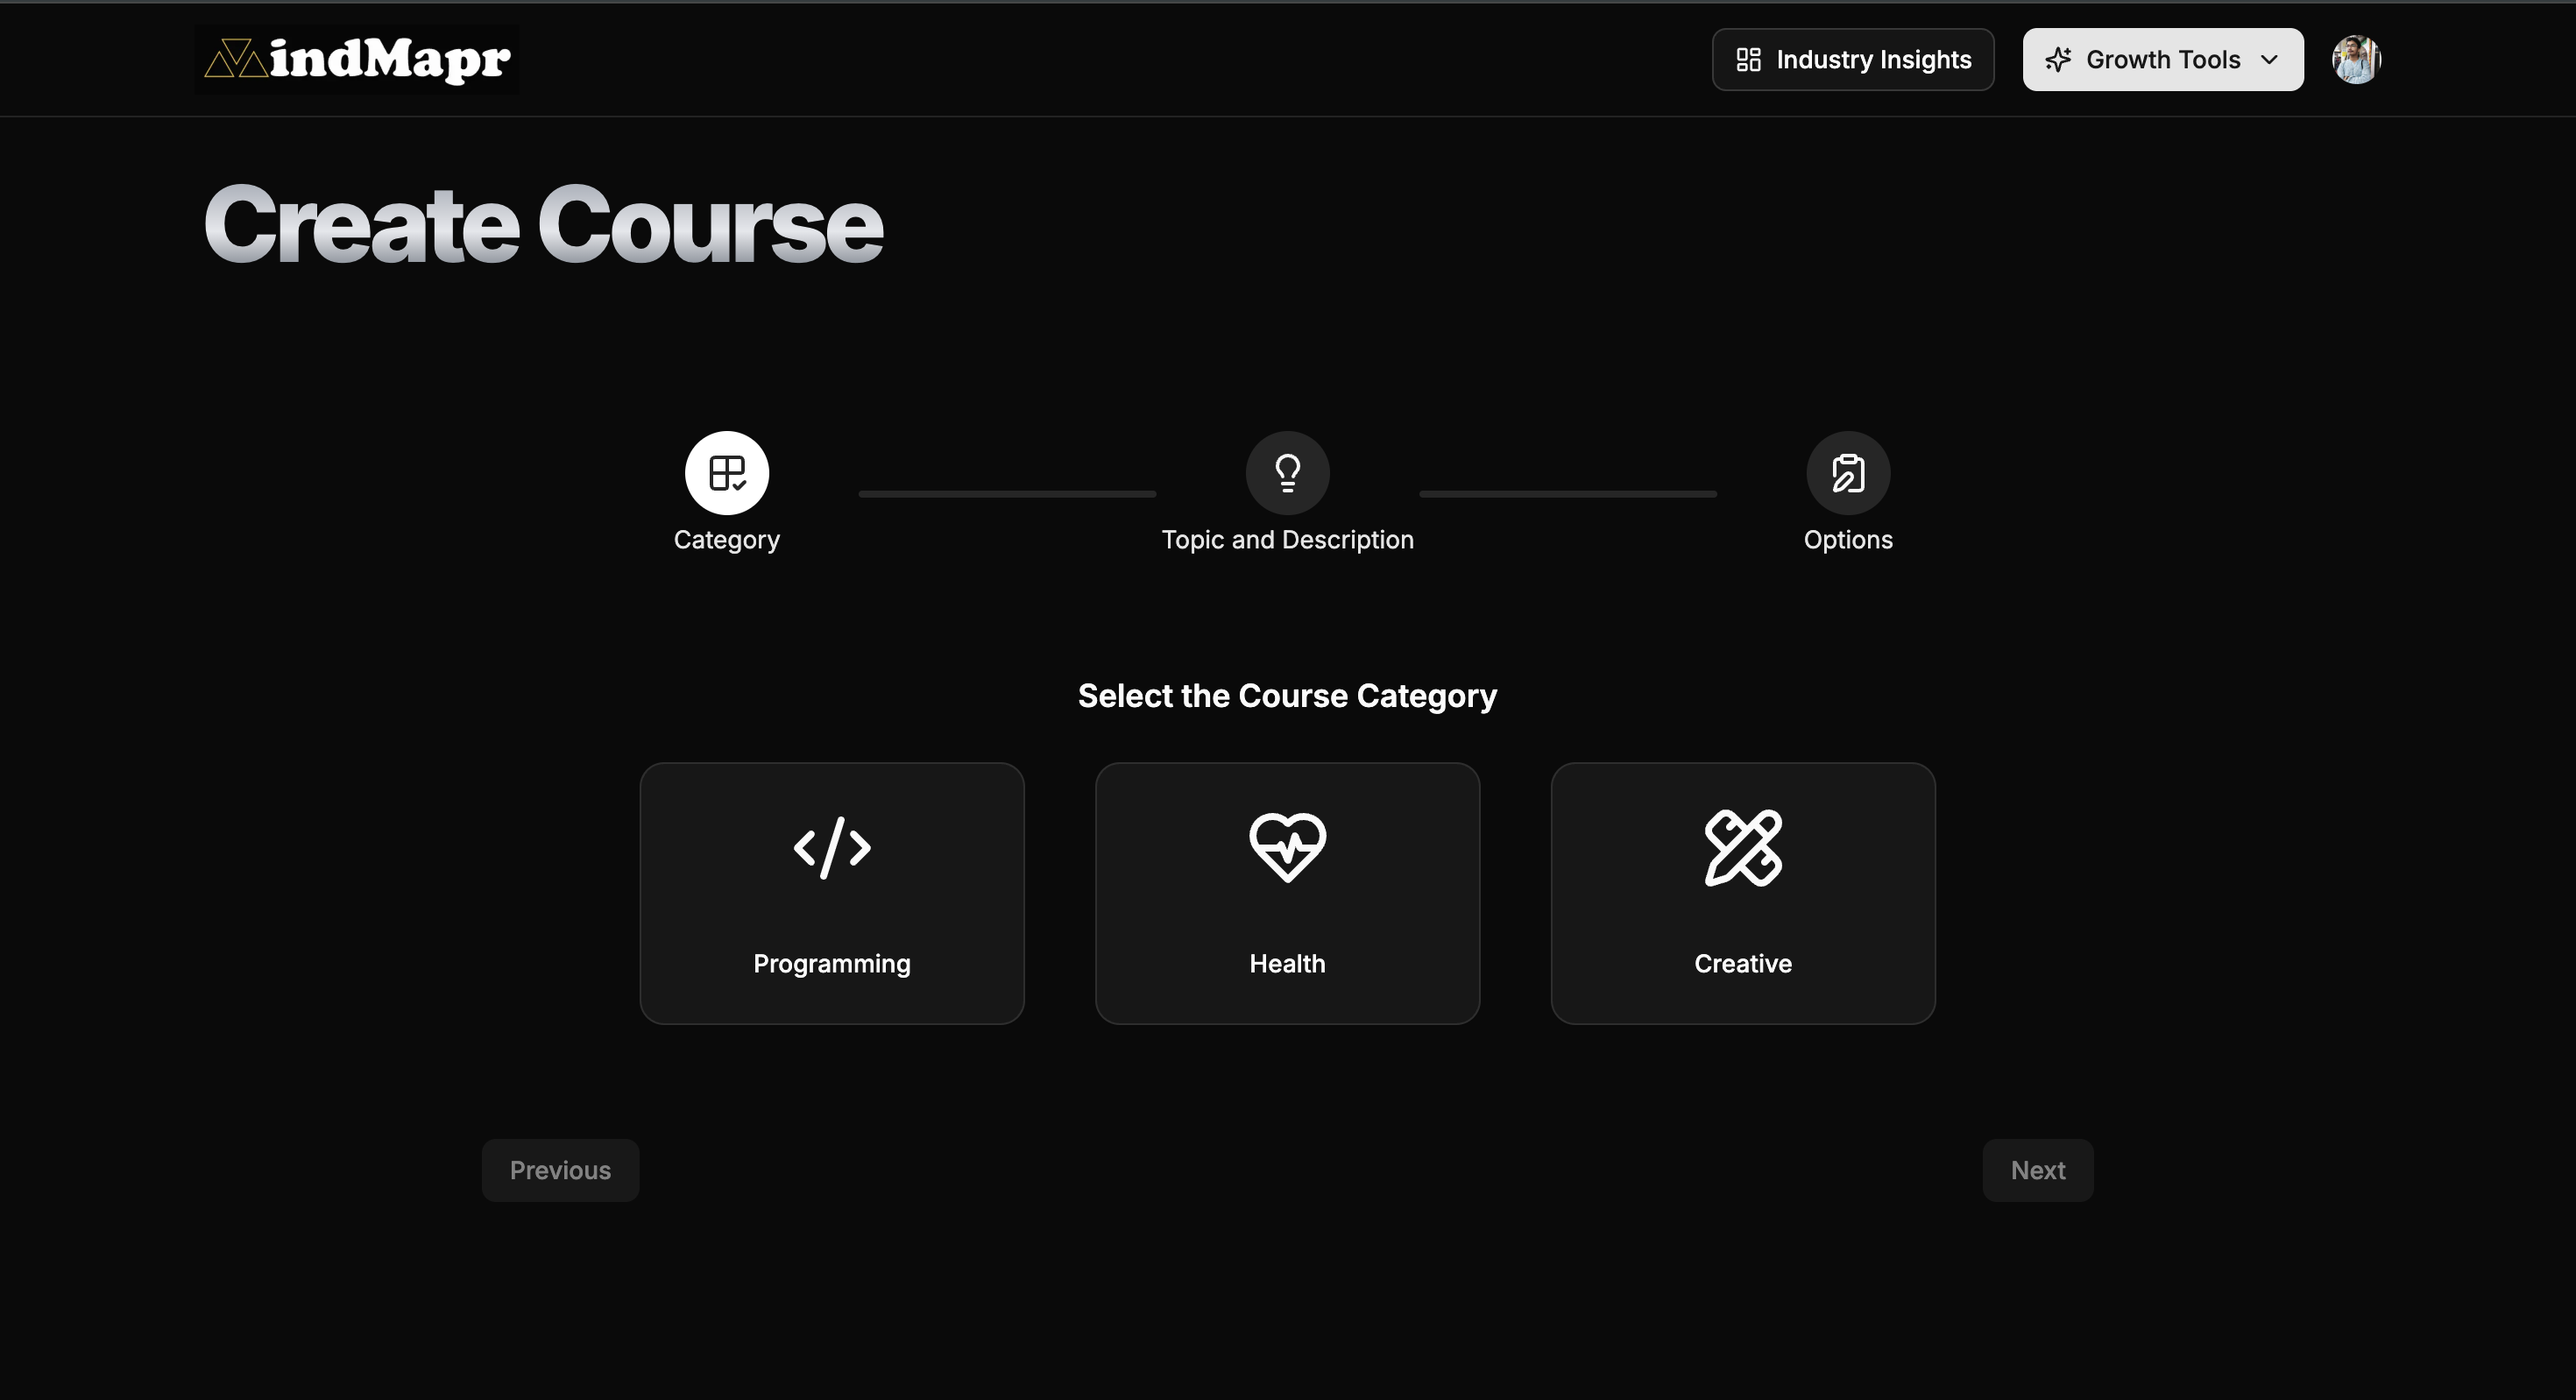 indMapr
Industry Insights
Growth Tools
Create Course
Category
Topic and Description
Options
Select the Course Category
Programming
Health
Creative
Previous
Next